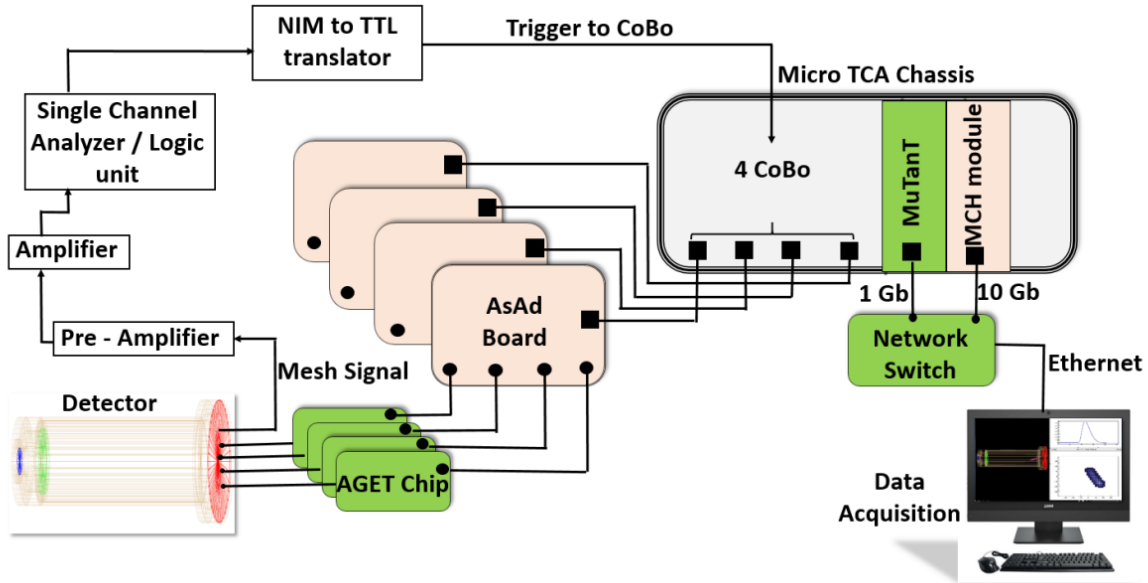 NIM to TTL
translator
Trigger to CoBo
Micro TCA Chassis
Single Channel
Analyzer / Logic
unit
4 CoBo
MuTanT
MCH module
Amplifier
AsAd
Board
1 Gb
10 Gb
Pre - Amplifier
Mesh Signal
Network
Switch
Ethernet
Detector
AGET Chip
Data
Acquisition